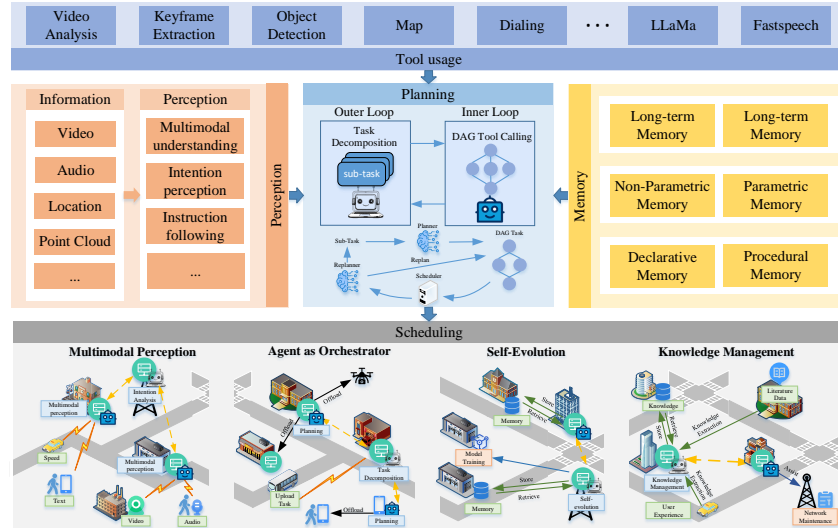 Video
Analysis
Keyframe
Extraction
Object
Detection
Map
Dialing
...
LLaMa
Fastspeech
Tool usage
Information
Video
Audio
Location
Point Cloud
...
Perception
Multimodal
understanding
Intention
perception
Instruction
following
...
Perception
Planning
Outer Loop
Inner Loop
Task
Decomposition
sub-task
DAG Tool Calling
Sub-Task
Planner
DAG Task
Replanner
Replan
Scheduler
Memory
Long-term
Memory
Long-term
Memory
Non-Parametric
Memory
Parametric
Memory
Declarative
Memory
Procedural
Memory
Scheduling
Multimodal Perception
Intention
Analysis
Multimodal
perception
Speed
Text
Multimodal
perception
Video
Audio
Agent as Orchestrator
Offload
Planning
Offload
Upload
Task
Task
Decomposition
Offload
Planning
Self-Evolution
Store
Retrieve
Memory
Model
Training
Store
Retrieve
Memory
Self-
evolution
Knowledge Management
Literature
Data
Knowledge
Knowledge
Extraction
Retrieve
Store
Knowledge
Management
Knowledge
Extraction
User
Experience
Assist
Network
Maintenance